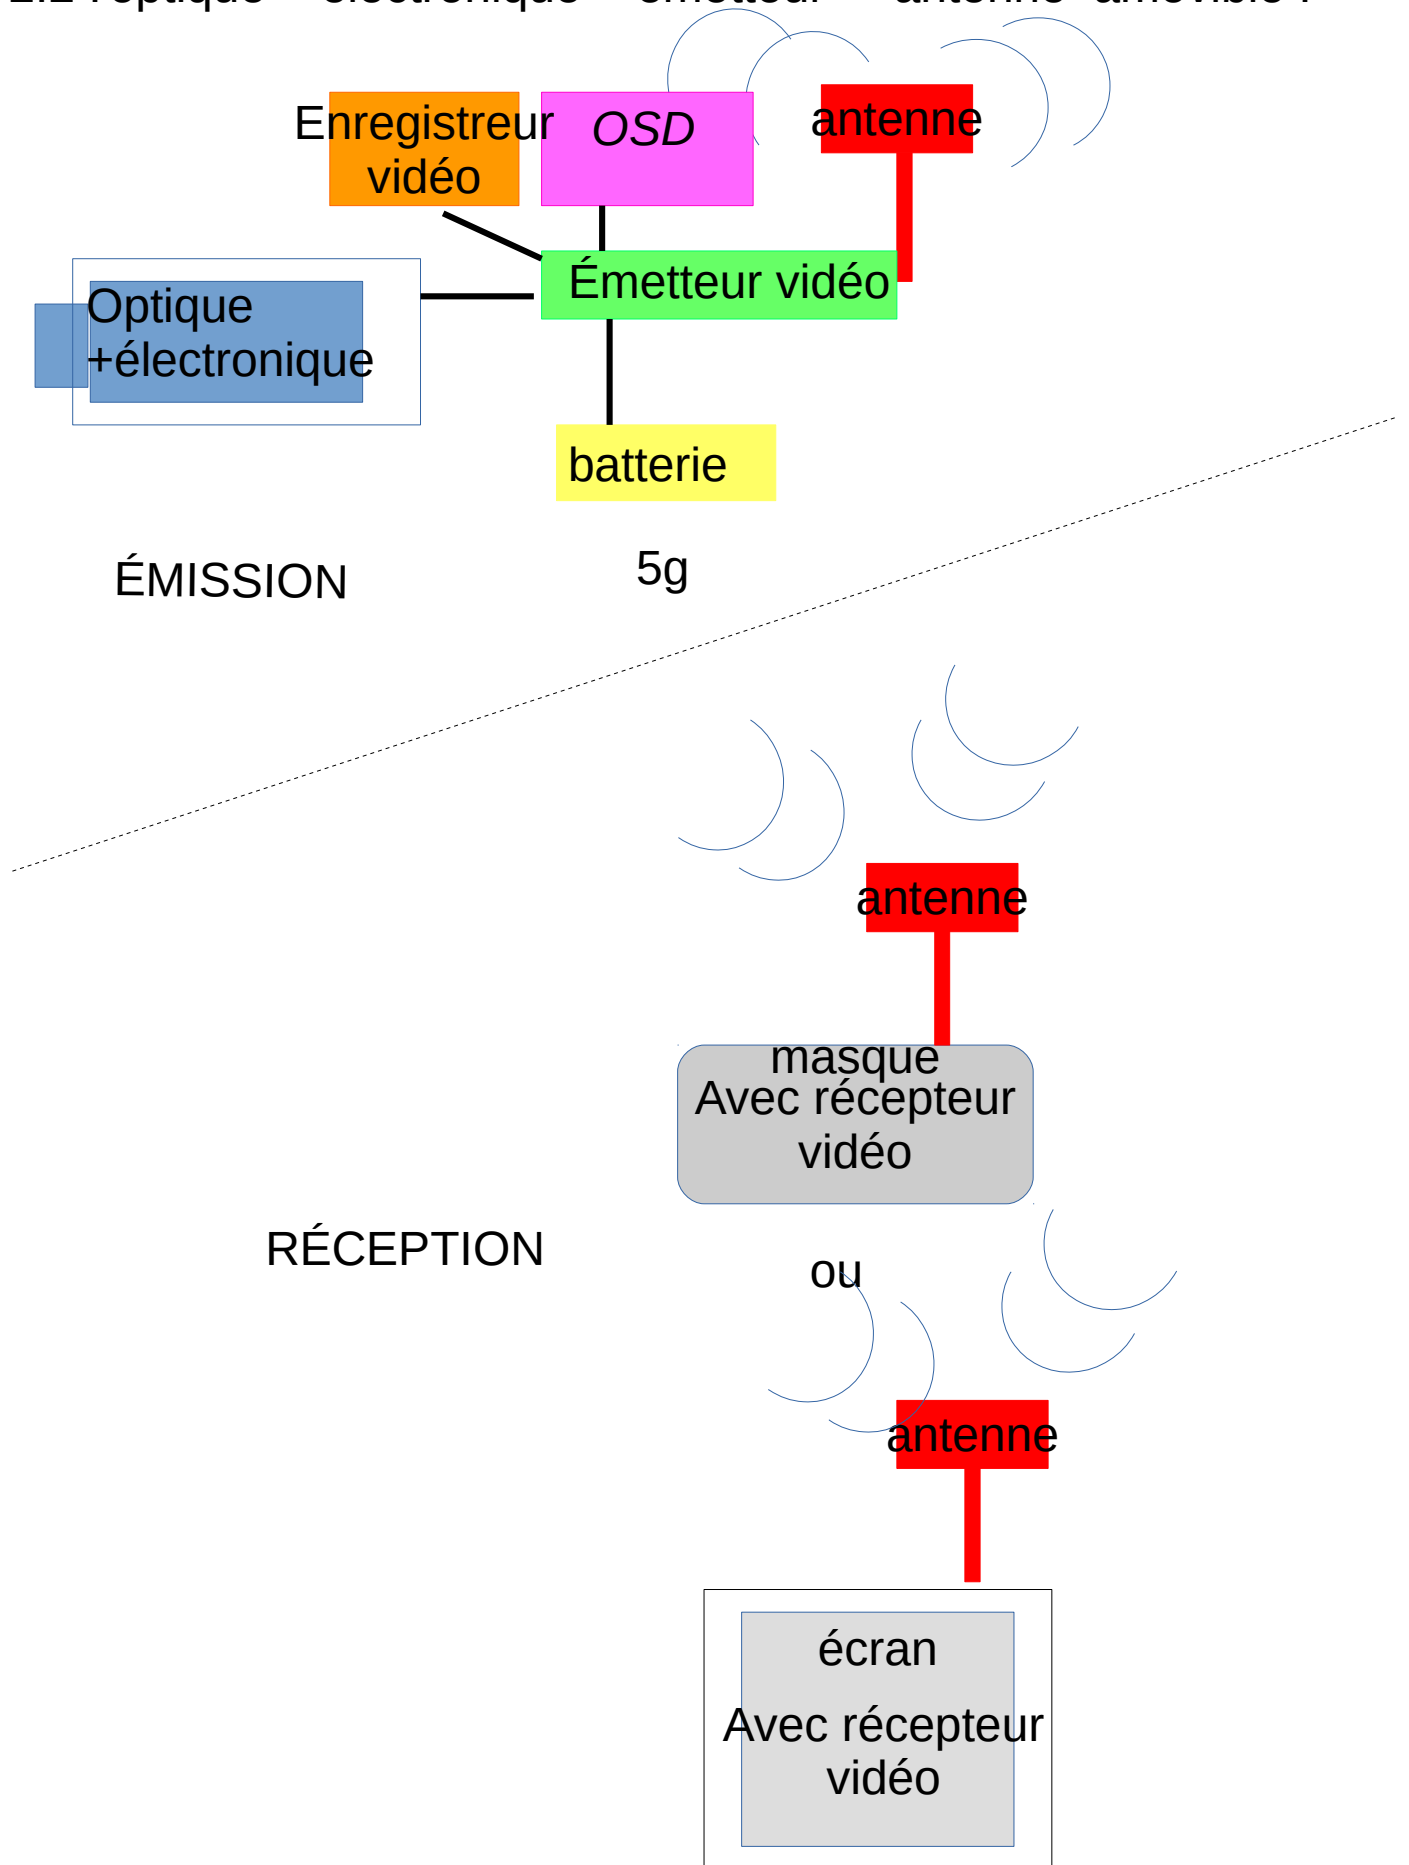 Enregistreur
vidéo
OSD
antenne
Émetteur vidéo
Optique
+électronique
batterie
5g
ÉMISSION
antenne
masque
Avec récepteur
vidéo
RÉCEPTION
ou
antenne
écran
Avec récepteur
vidéo